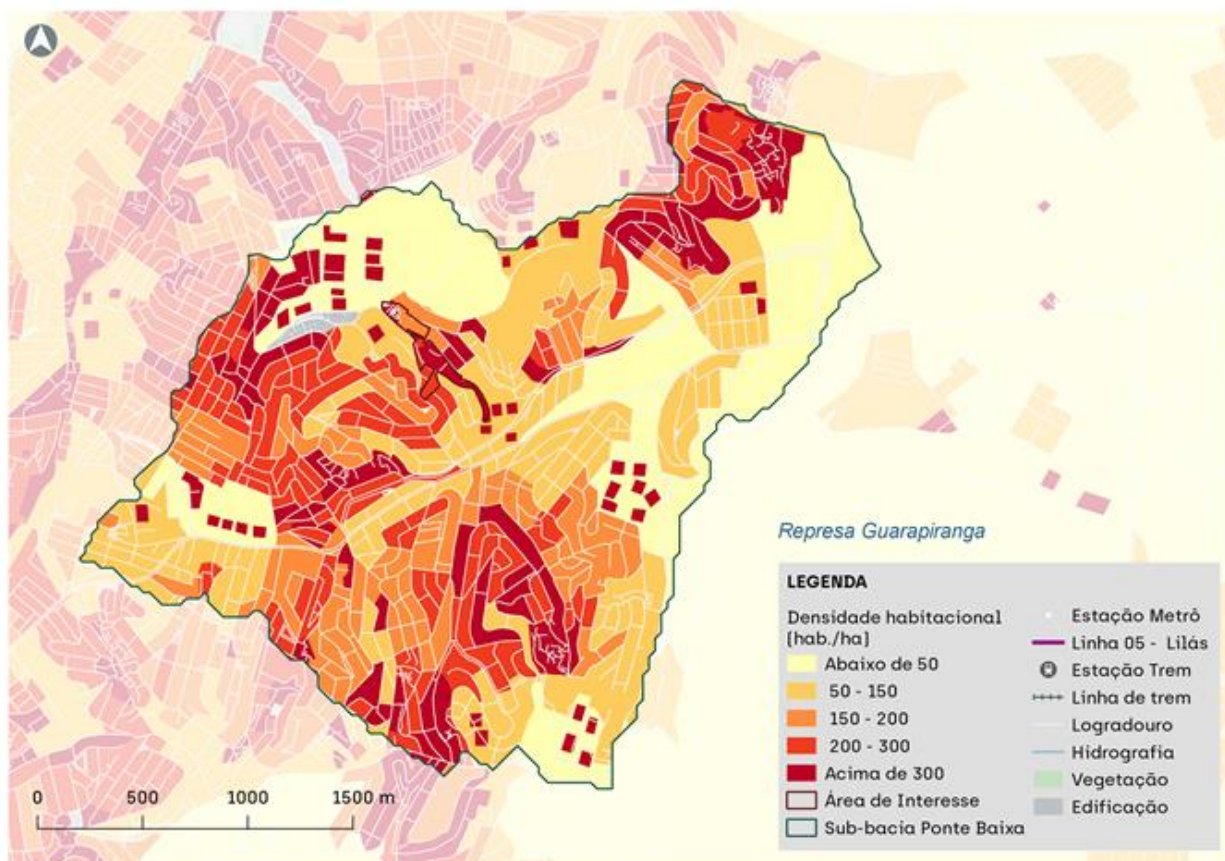 Represa Guarapiranga
LEGENDA
Densidade habitacional
[hab./ha]
Abaixo de 50
50 - 150
150 - 200
200 - 300
Acima de 300
Área de Interesse
Sub-bacia Ponte Baixa
Estação Metrô
Linha 05 - Lilás
Estação Trem
Linha de trem
Logradouro
Hidrografia
Vegetação
Edificação
0 500 1000 1500 m